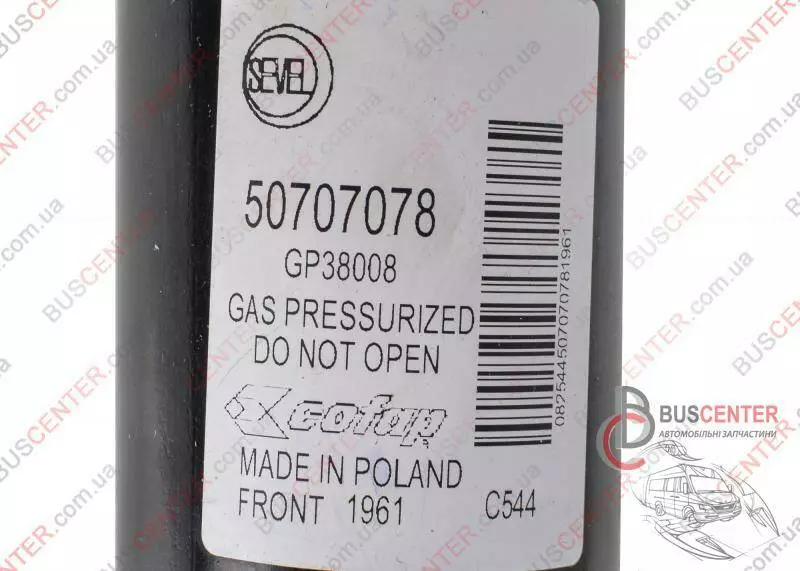 SEVEL
50707078
GP38008
GAS PRESSURIZED
DO NOT OPEN
cofap
MADE IN POLAND
FRONT 1961
C544
082544507070781961
BUSCENTER
АВТОМОБІЛЬНІ ЗАПЧАСТИНИ
BUSCENTER.com.ua